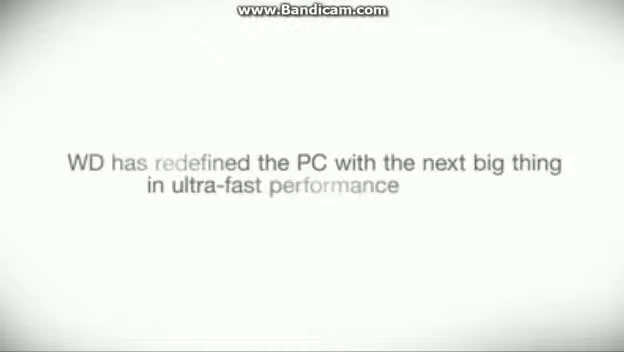 www.Bandicam.com
WD has redefined the PC with the next big thing
in ultra-fast performance